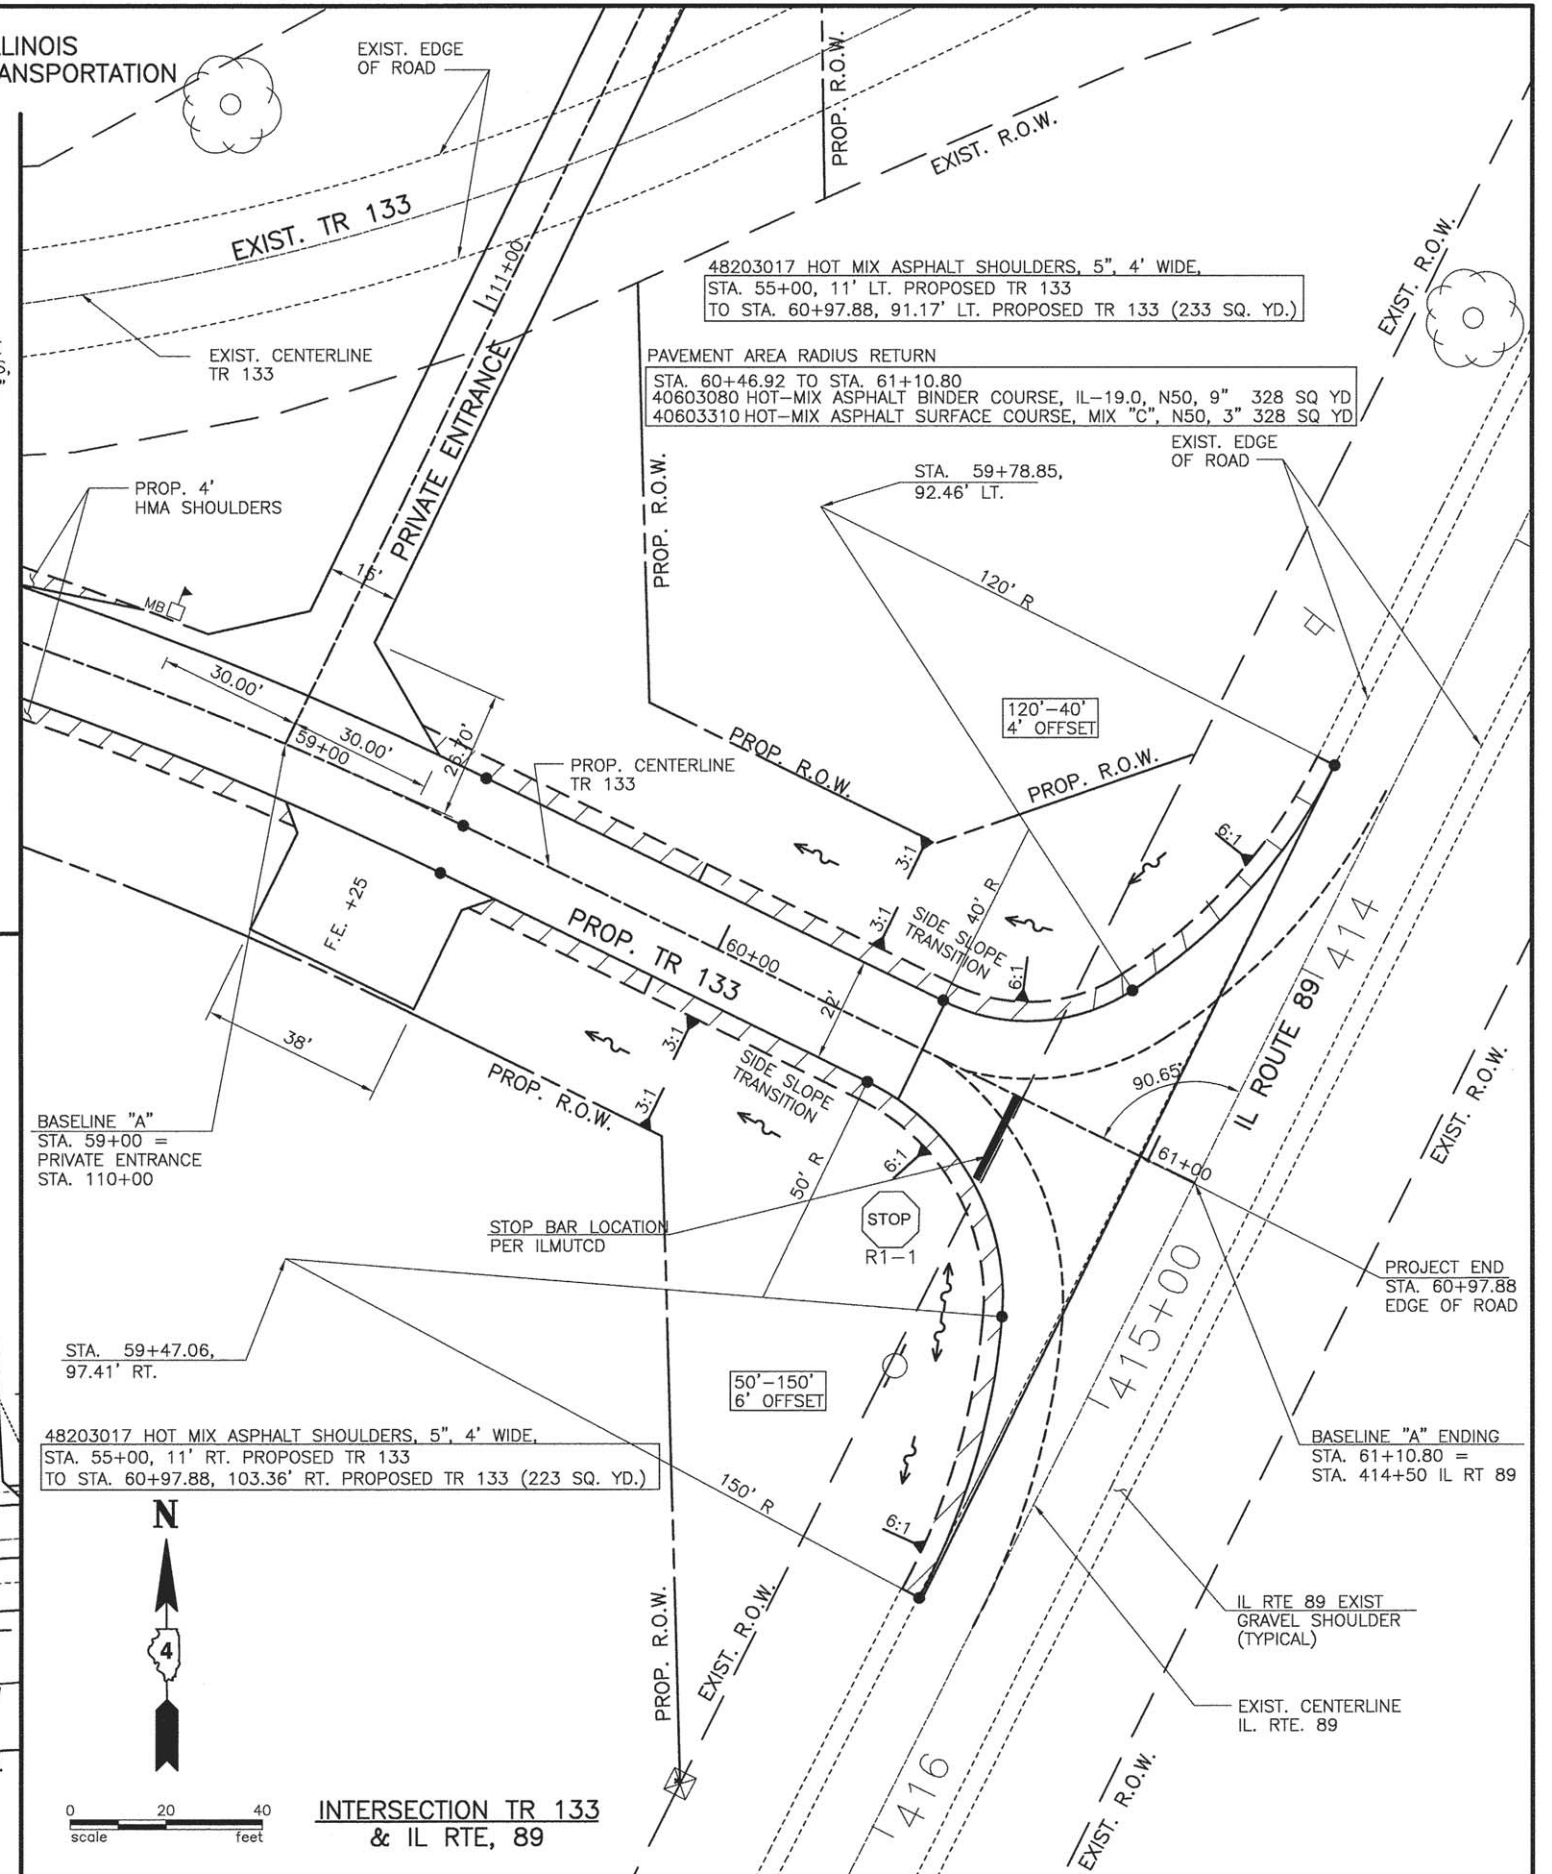 LINOIS
ANSPORTATION
EXIST. EDGE
OF ROAD
PROP. R.O.W.
EXIST. R.O.W.
EXIST. TR 133
111+00
EXIST. R.O.W.
48203017 HOT MIX ASPHALT SHOULDERS, 5", 4' WIDE,
STA. 55+00, 11' LT. PROPOSED TR 133
TO STA. 60+97.88, 91.17' LT. PROPOSED TR 133 (233 SQ. YD.)
EXIST. CENTERLINE
TR 133
PAVEMENT AREA RADIUS RETURN
STA. 60+46.92 TO STA. 61+10.80
40603080 HOT-MIX ASPHALT BINDER COURSE, IL-19.0, N50, 9" 328 SQ YD
40603310 HOT-MIX ASPHALT SURFACE COURSE, MIX "C", N50, 3" 328 SQ YD
PRIVATE ENTRANCE
EXIST. EDGE
OF ROAD
STA. 59+78.85,
92.46' LT.
PROP. 4'
HMA SHOULDERS
PROP. R.O.W.
15'
120' R
MB
30.00'
30.00'
59+00
26.70'
120'-40'
4' OFFSET
PROP. R.O.W.
PROP. R.O.W.
PROP. CENTERLINE
TR 133
6:1
3:1
F.E. +25
40' R
PROP. TR 133
60+00
3:1
SIDE SLOPE
TRANSITION
6:1
22'
414
IL ROUTE 89
38'
3:1
SIDE SLOPE
TRANSITION
PROP. R.O.W.
3:1
90.65'
EXIST. R.O.W.
BASELINE "A"
STA. 59+00 =
PRIVATE ENTRANCE
STA. 110+00
6:1
50' R
61+00
STOP
R1-1
STOP BAR LOCATION
PER ILMUTCD
PROJECT END
STA. 60+97.88
EDGE OF ROAD
415+00
STA. 59+47.06,
97.41' RT.
50'-150'
6' OFFSET
48203017 HOT MIX ASPHALT SHOULDERS, 5", 4' WIDE,
STA. 55+00, 11' RT. PROPOSED TR 133
TO STA. 60+97.88, 103.36' RT. PROPOSED TR 133 (223 SQ. YD.)
BASELINE "A" ENDING
STA. 61+10.80 =
STA. 414+50 IL RT 89
150' R
6:1
N
4
PROP. R.O.W.
EXIST. R.O.W.
IL RTE 89 EXIST
GRAVEL SHOULDER
(TYPICAL)
EXIST. CENTERLINE
IL. RTE. 89
416
EXIST. R.O.W.
0 20 40
scale feet
INTERSECTION TR 133
& IL RTE, 89